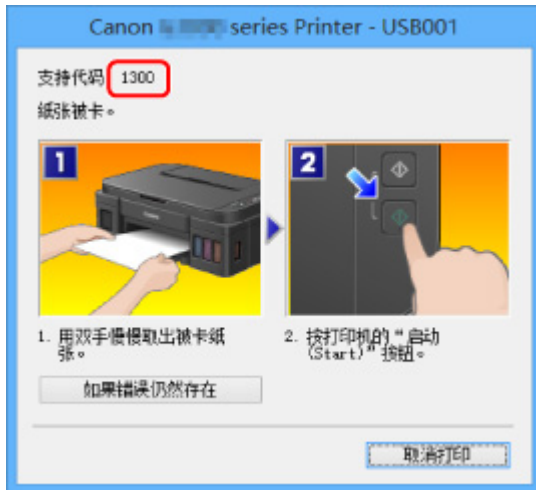 Canon series Printer - USB001
支持代码 1300
纸张被卡。
1
2
1. 用双手慢慢取出被卡纸
张。
2. 按打印机的“启动
(Start)”按钮。
如果错误仍然存在
取消打印